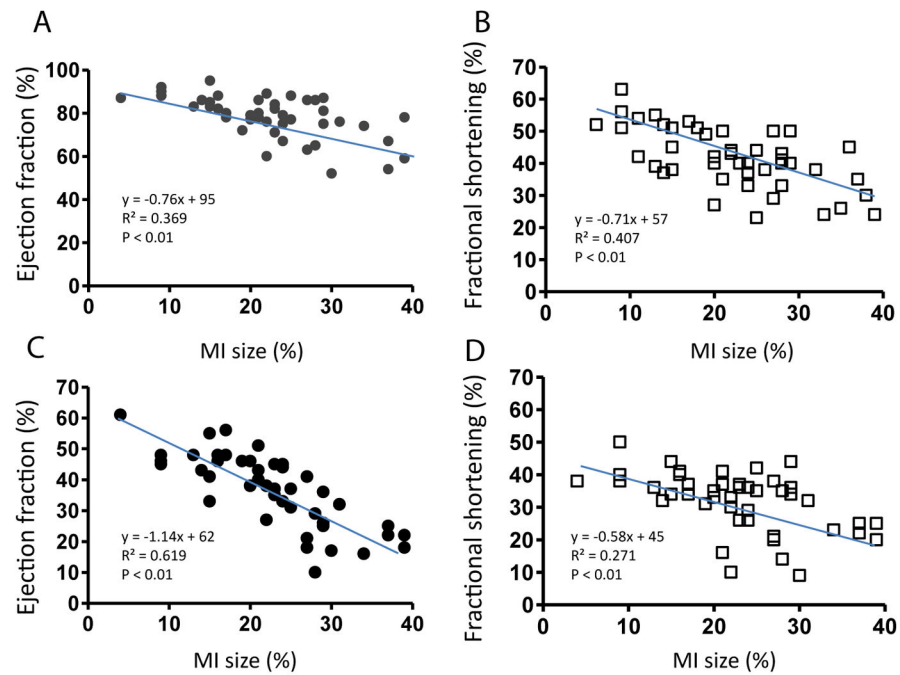 A
Ejection fraction (%)
100
80
60
40
20
0
y = -0.76x + 95
R² = 0.369
P < 0.01
0 10 20 30 40
MI size (%)
B
Fractional shortening (%)
70
60
50
40
30
20
10
0
y = -0.71x + 57
R² = 0.407
P < 0.01
0 10 20 30 40
MI size (%)
C
Ejection fraction (%)
70
60
50
40
30
20
10
0
y = -1.14x + 62
R² = 0.619
P < 0.01
0 10 20 30 40
MI size (%)
D
Fractional shortening (%)
70
60
50
40
30
20
10
0
y = -0.58x + 45
R² = 0.271
P < 0.01
0 10 20 30 40
MI size (%)